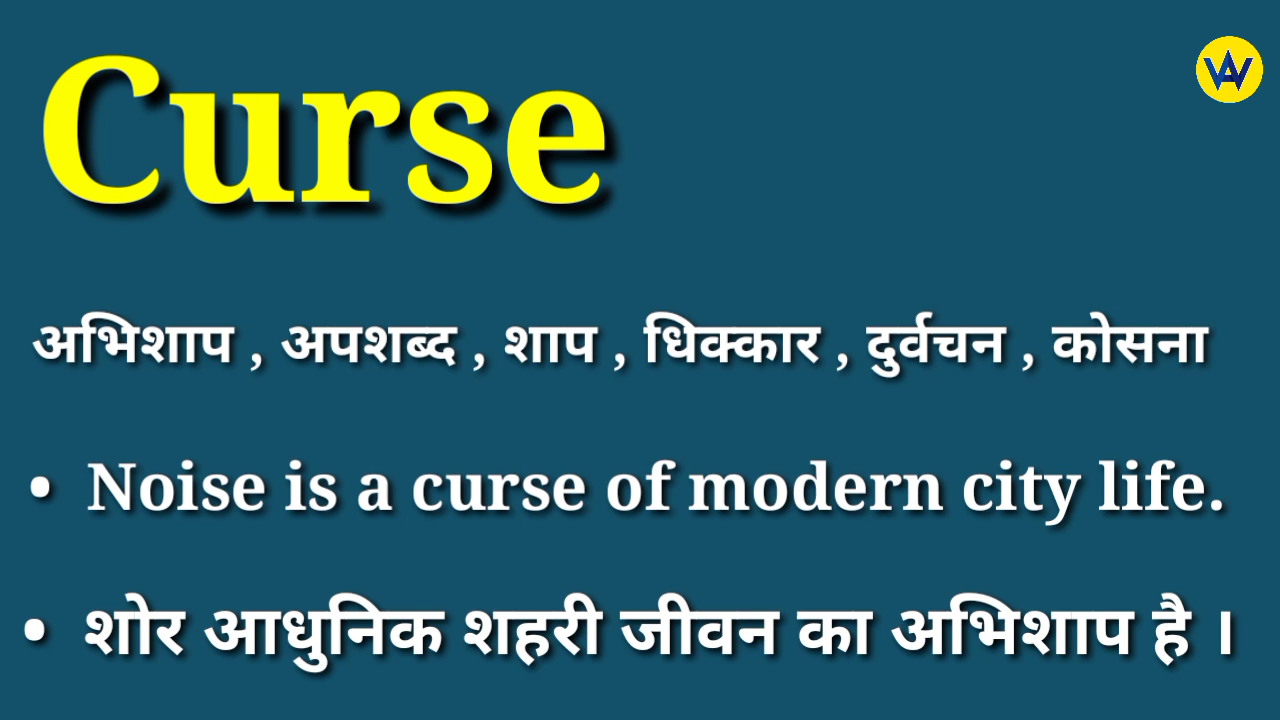 Curse
अभिशाप , अपशब्द , शाप , धिक्कार , दुर्वचन , कोसना
• Noise is a curse of modern city life.
• शोर आधुनिक शहरी जीवन का अभिशाप है ।